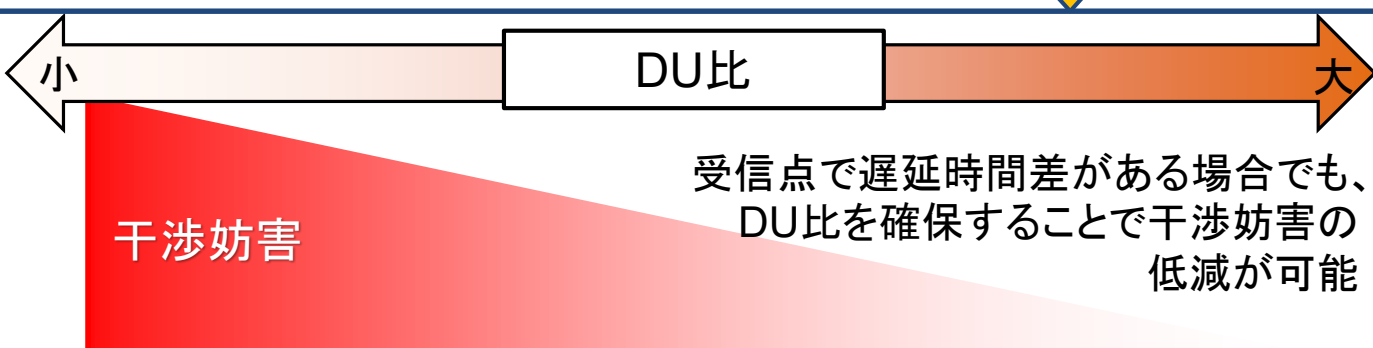 小
DU比
大
受信点で遅延時間差がある場合でも、
DU比を確保することで干渉妨害の
低減が可能
干渉妨害